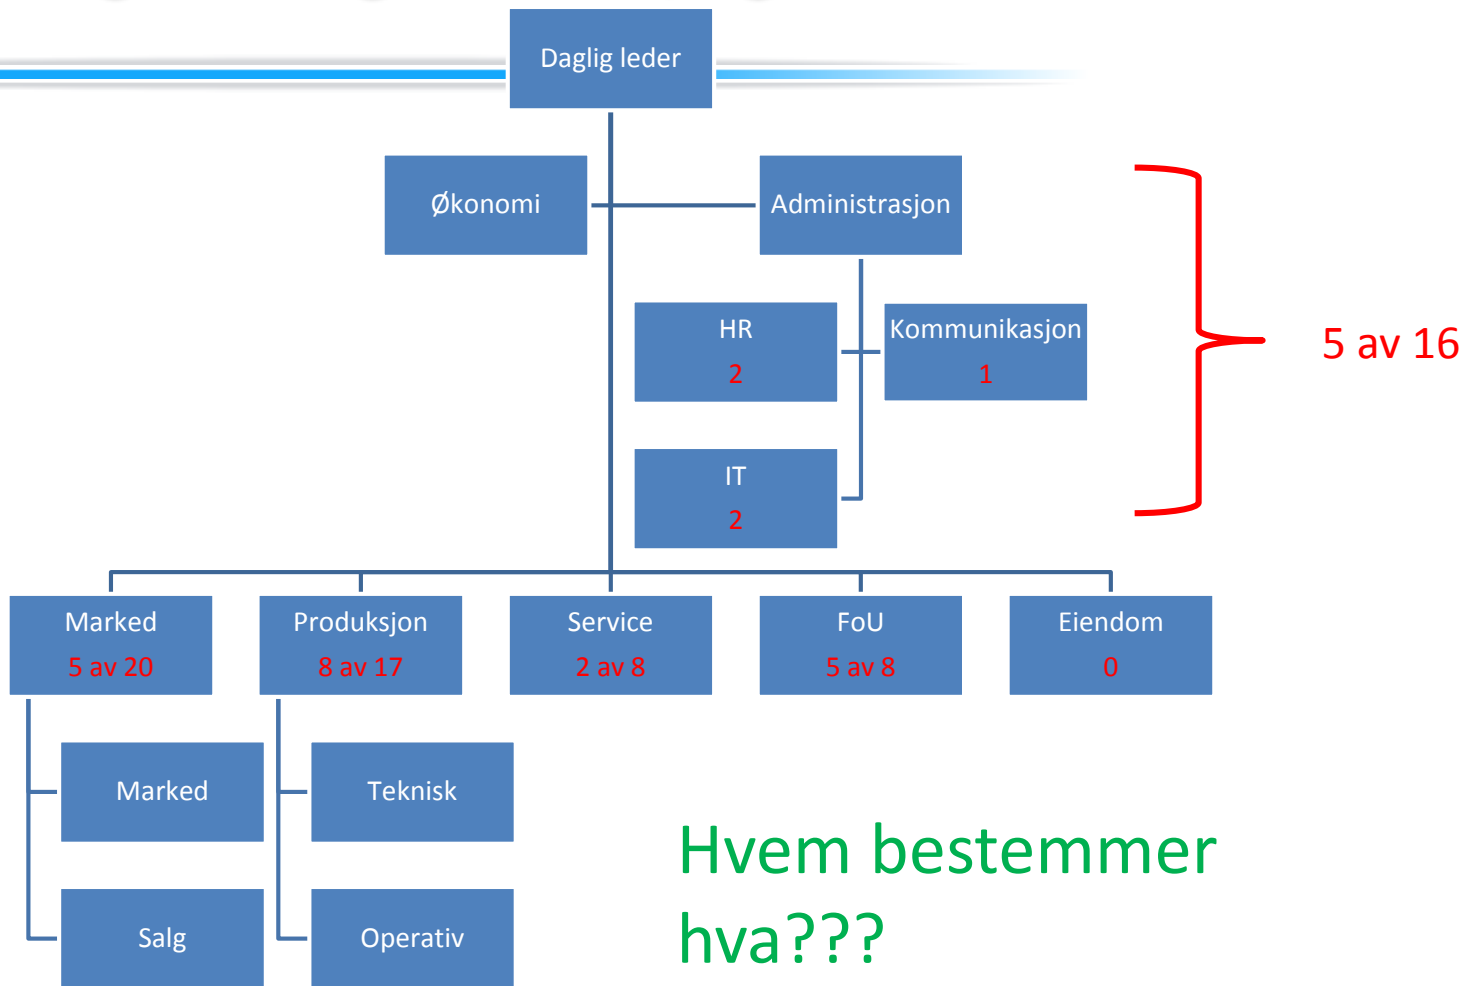 Daglig leder
Økonomi
Administrasjon
HR
2
Kommunikasjon
1
5 av 16
IT
2
Marked
5 av 20
Produksjon
8 av 17
Service
2 av 8
FoU
5 av 8
Eiendom
0
Marked
Teknisk
Salg
Operativ
Hvem bestemmer
hva???